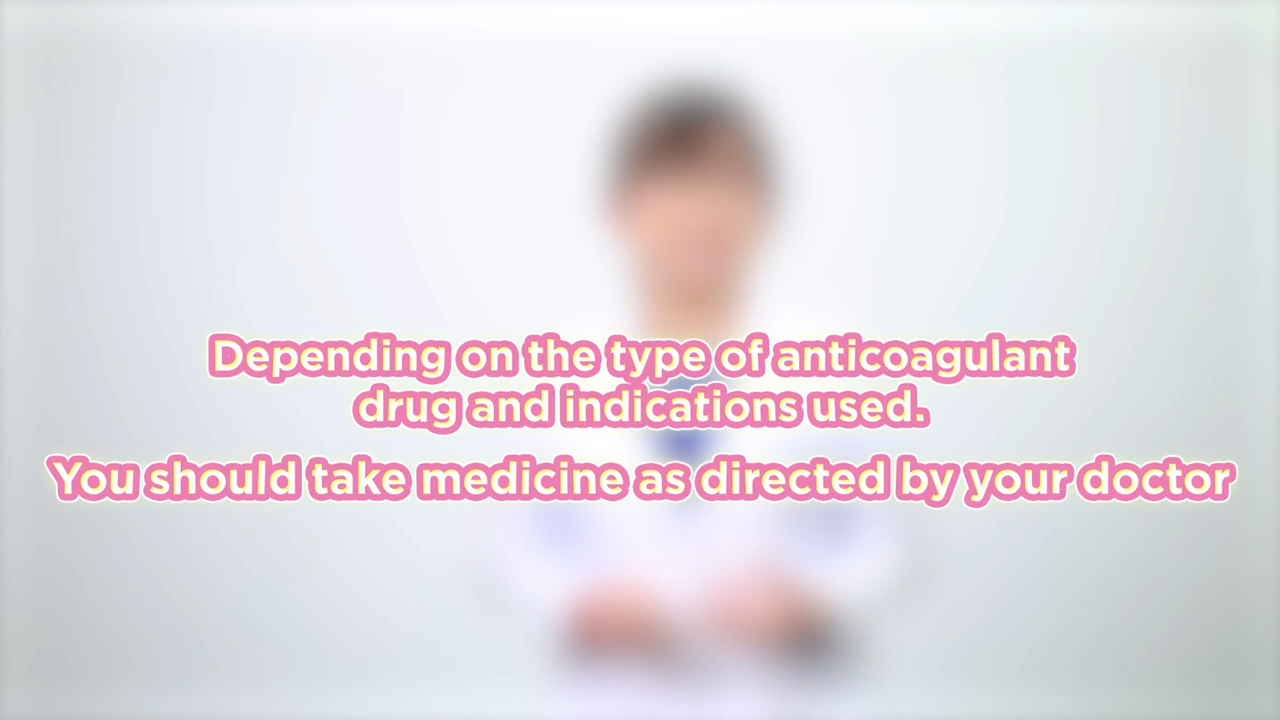 Depending on the type of anticoagulant
drug and indications used.
You should take medicine as directed by your doctor